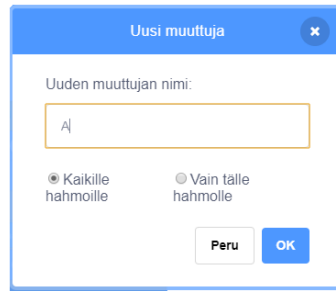 Uusi muuttuja
Uuden muuttujan nimi:
A
Kaikille hahmoille
Vain tälle hahmolle
Peru
OK